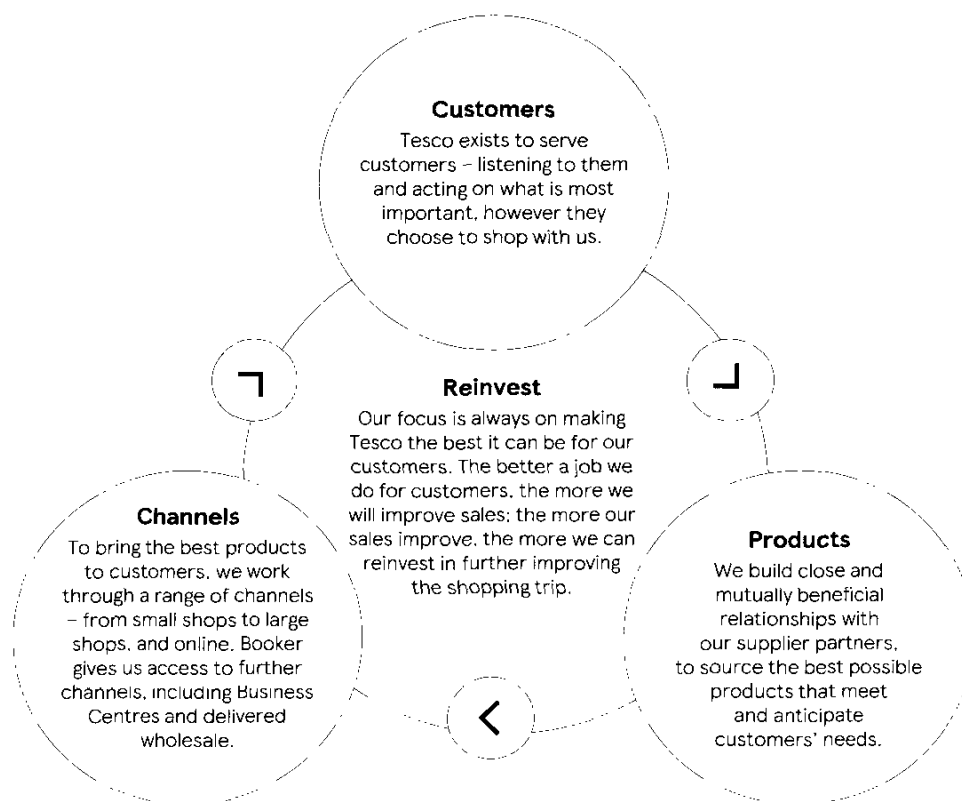 Customers
Tesco exists to serve
customers – listening to them
and acting on what is most
important, however they
choose to shop with us.
Reinvest
Our focus is always on making
Tesco the best it can be for our
customers. The better a job we
do for customers, the more we
will improve sales; the more our
sales improve, the more we can
reinvest in further improving
the shopping trip.
Channels
To bring the best products
to customers, we work
through a range of channels
– from small shops to large
shops, and online. Booker
gives us access to further
channels, including Business
Centres and delivered
wholesale.
Products
We build close and
mutually beneficial
relationships with
our supplier partners,
to source the best possible
products that meet
and anticipate
customers' needs.